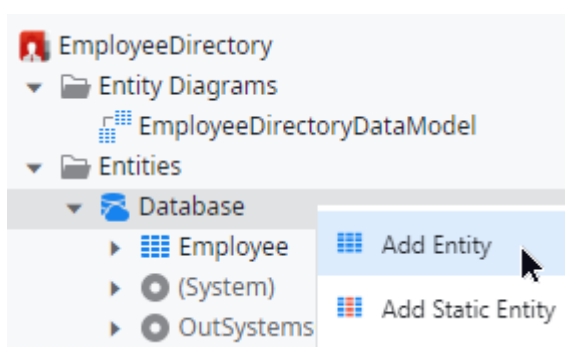 EmployeeDirectory
Entity Diagrams
EmployeeDirectoryDataModel
Entities
Database
Employee
Add Entity
(System)
Add Static Entity
OutSystems